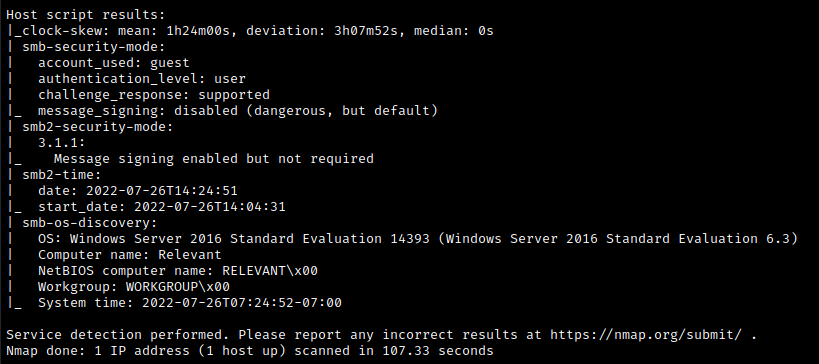 Host script results:
|_clock-skew: mean: 1h24m00s, deviation: 3h07m52s, median: 0s
| smb-security-mode:
|   account_used: guest
|   authentication_level: user
|   challenge_response: supported
|_  message_signing: disabled (dangerous, but default)
| smb2-security-mode:
|   3.1.1:
|_    Message signing enabled but not required
| smb2-time:
|   date: 2022-07-26T14:24:51
|_  start_date: 2022-07-26T14:04:31
| smb-os-discovery:
|   OS: Windows Server 2016 Standard Evaluation 14393 (Windows Server 2016 Standard Evaluation 6.3)
|   Computer name: Relevant
|   NetBIOS computer name: RELEVANT\x00
|   Workgroup: WORKGROUP\x00
|_  System time: 2022-07-26T07:24:52-07:00
Service detection performed. Please report any incorrect results at https://nmap.org/submit/ .
Nmap done: 1 IP address (1 host up) scanned in 107.33 seconds